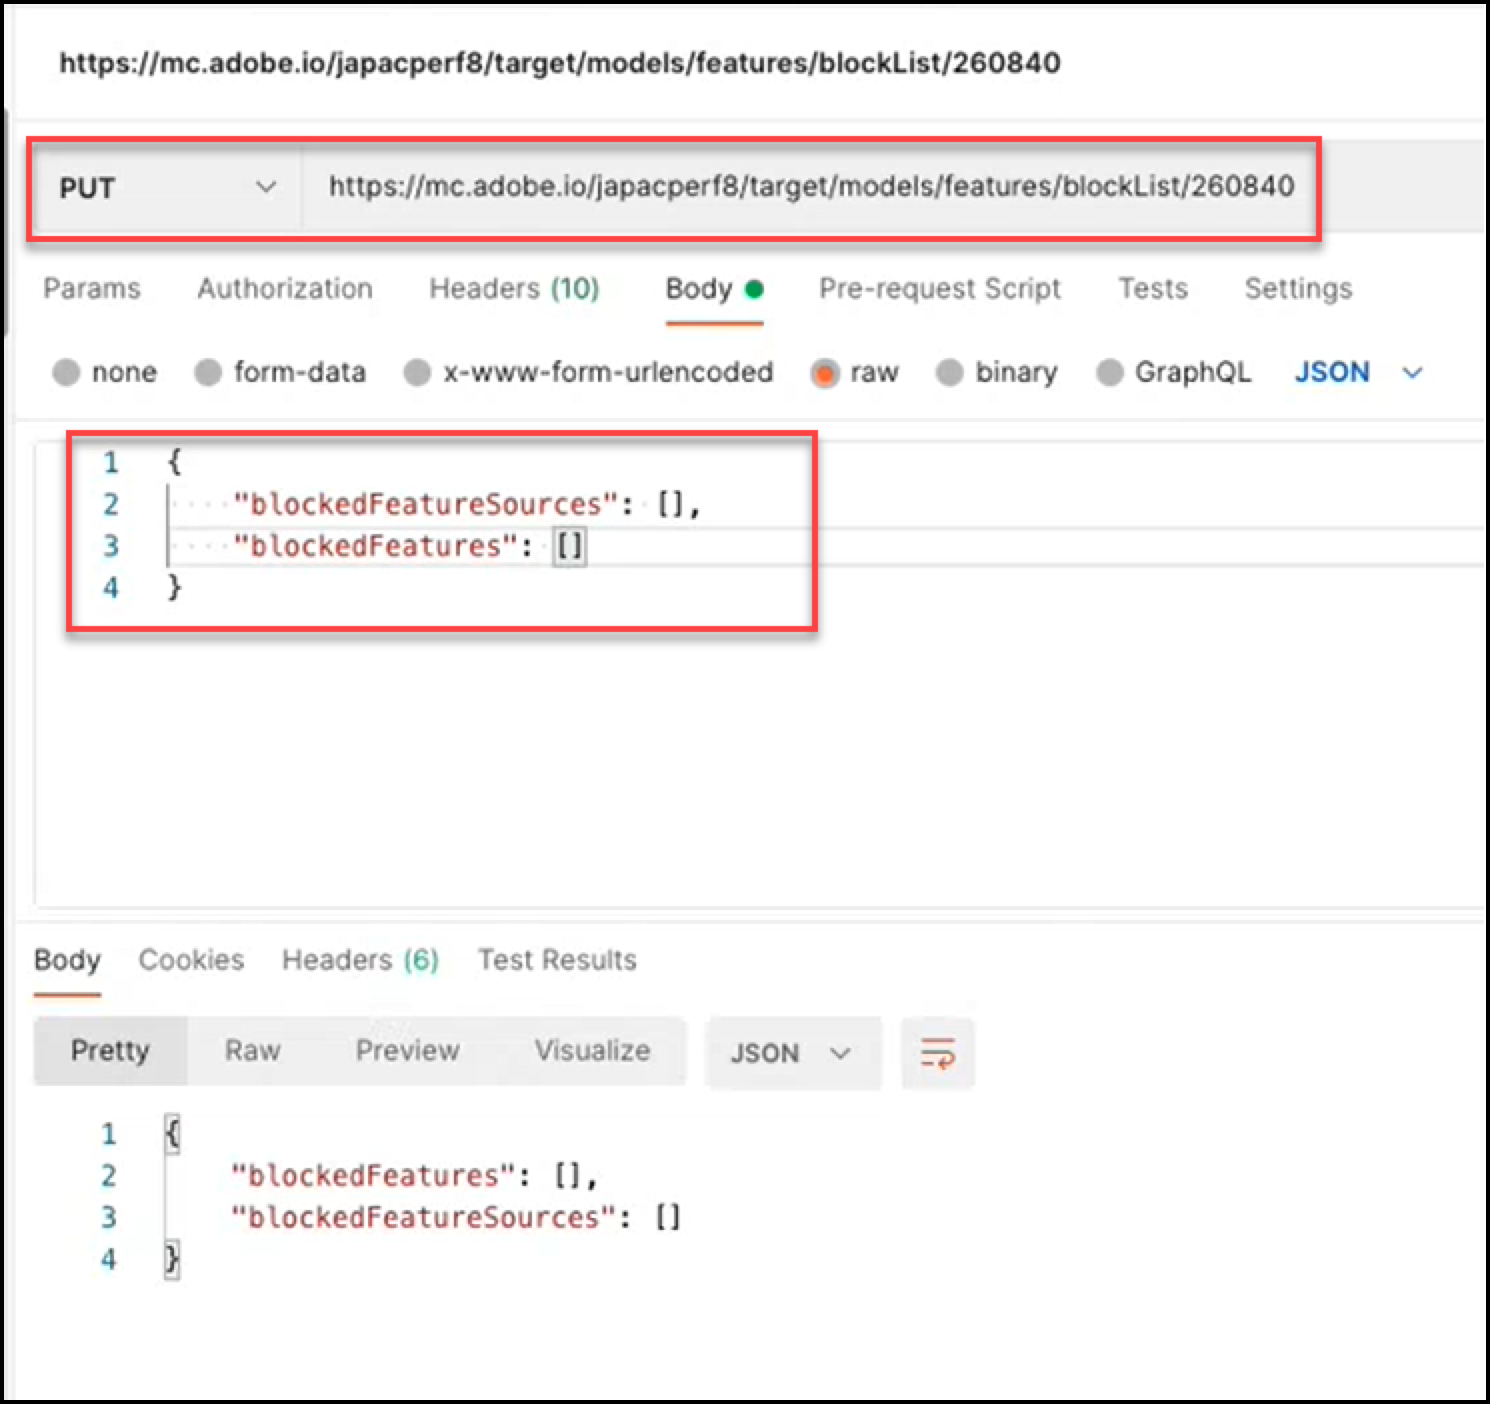 https://mc.adobe.io/japacperf8/target/models/features/blockList/260840
PUT https://mc.adobe.io/japacperf8/target/models/features/blockList/260840
Params Authorization Headers (10) Body Pre-request Script Tests Settings
none form-data x-www-form-urlencoded raw binary GraphQL JSON
1 {
2 "blockedFeatureSources": [],
3 "blockedFeatures": []
4 }
Body Cookies Headers (6) Test Results
Pretty Raw Preview Visualize JSON
1 {
2 "blockedFeatures": [],
3 "blockedFeatureSources": []
4 }